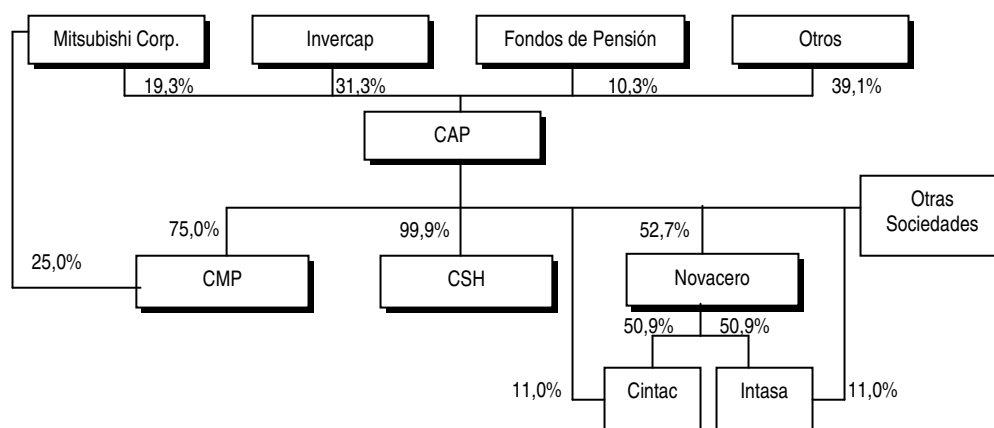 Mitsubishi Corp.
Invercap
Fondos de Pensión
Otros
19,3%
31,3%
10,3%
39,1%
CAP
Otras
Sociedades
75,0%
99,9%
52,7%
25,0%
CMP
CSH
Novacero
50,9%
50,9%
11,0%
Cintac
Intasa
11,0%